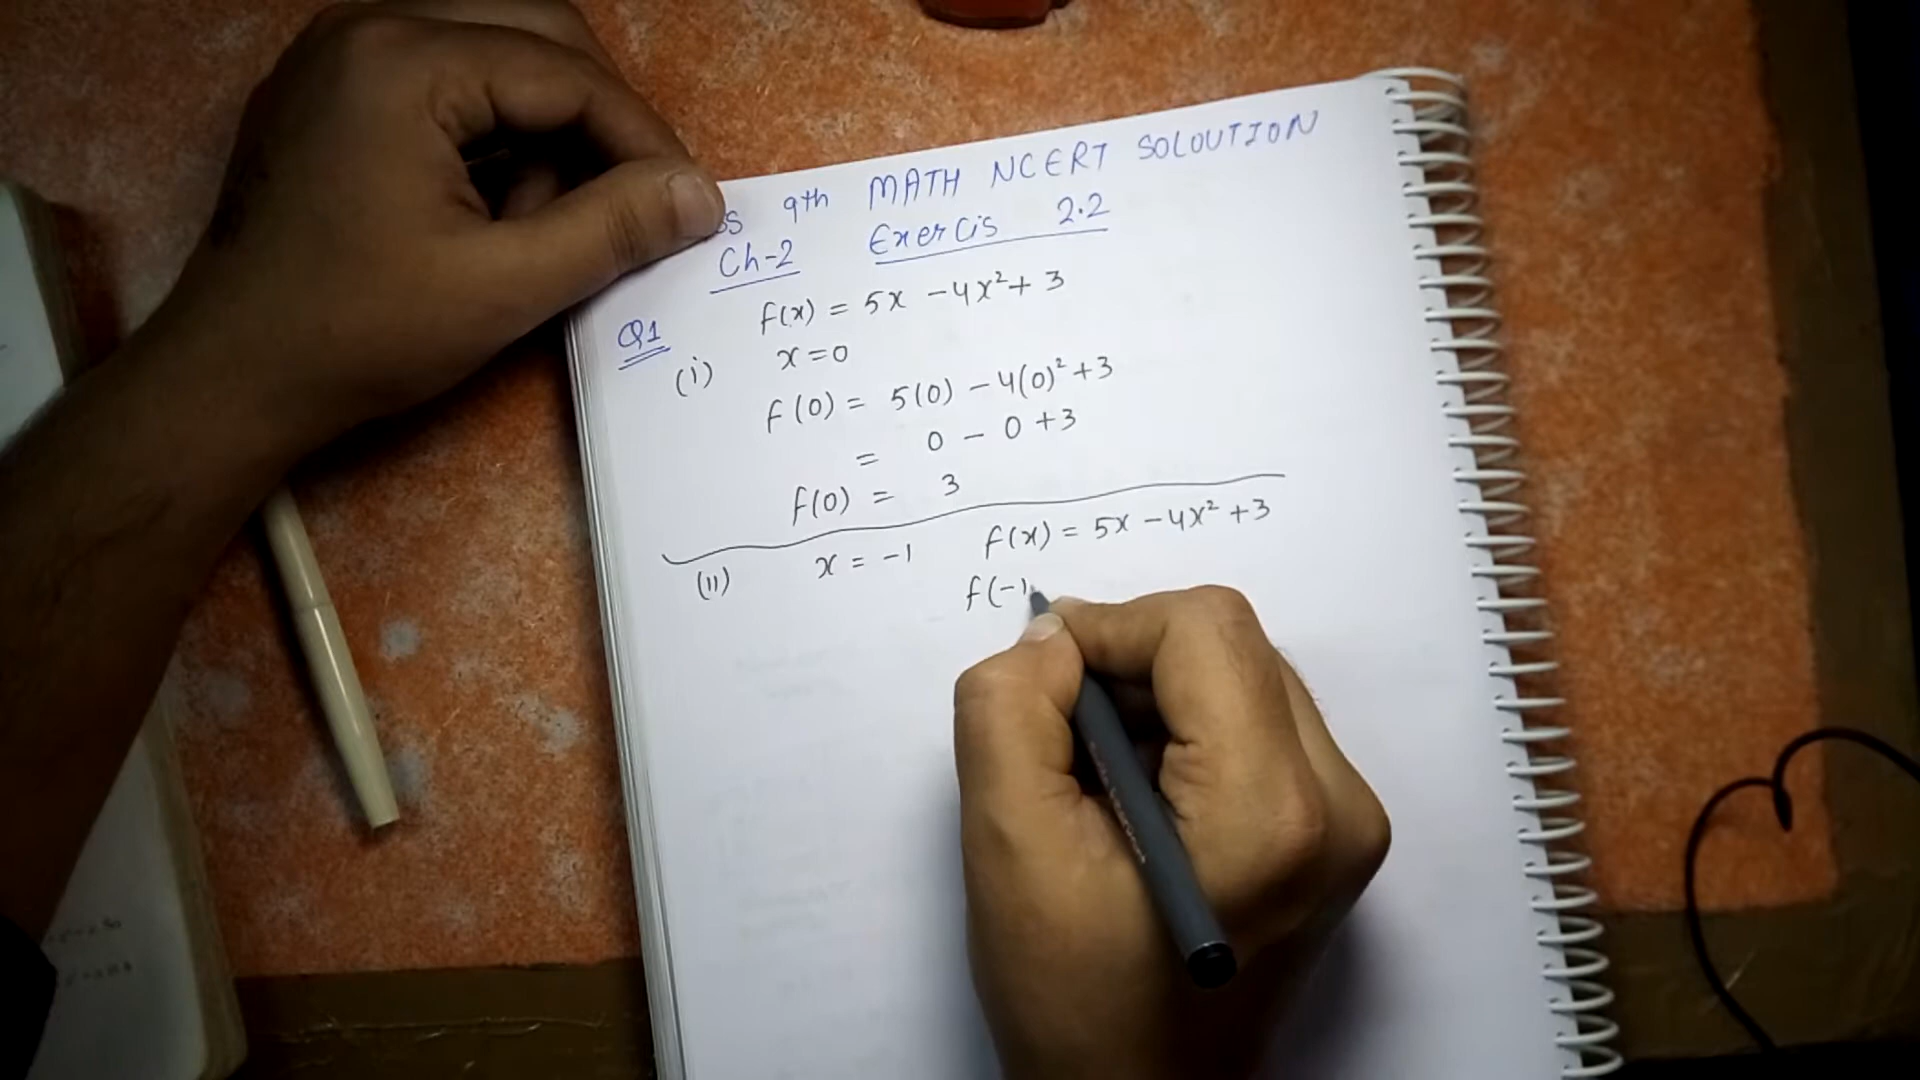 9th MATH NCERT SOLOUTION
Ch-2 Exercis 2.2
Q1 f(x) = 5x - 4x² + 3
(i) x = 0
f(0) = 5(0) - 4(0)² + 3
= 0 - 0 + 3
f(0) = 3
(ii) x = -1 f(x) = 5x - 4x² + 3
f(-1